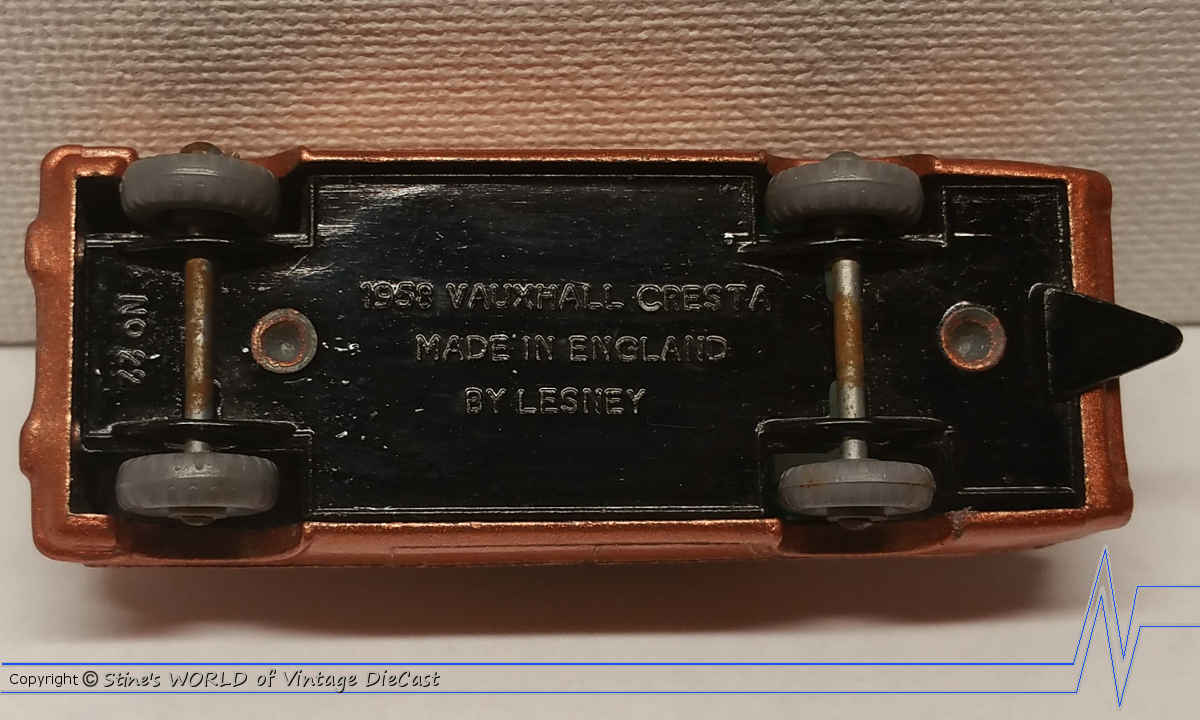 1958 VAUXHALL CRESTA
MADE IN ENGLAND
BY LESNEY
No 22
Copyright © Stine's WORLD of Vintage DieCast